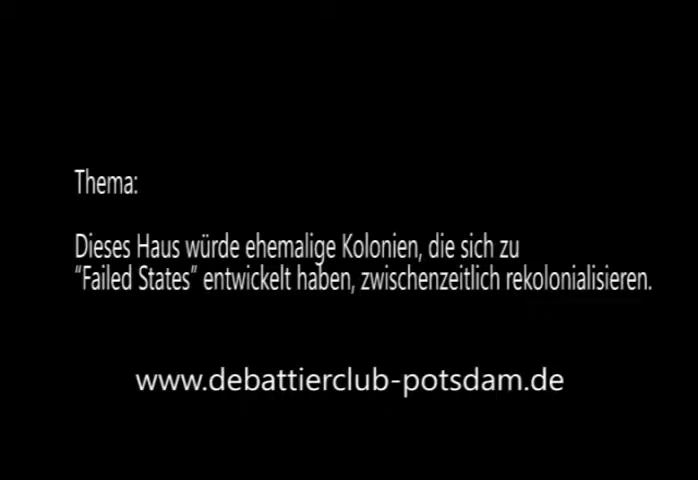 Thema:
Dieses Haus würde ehemalige Kolonien, die sich zu
“Failed States” entwickelt haben, zwischenzeitlich rekolonialisieren.
www.debattierclub-potsdam.de